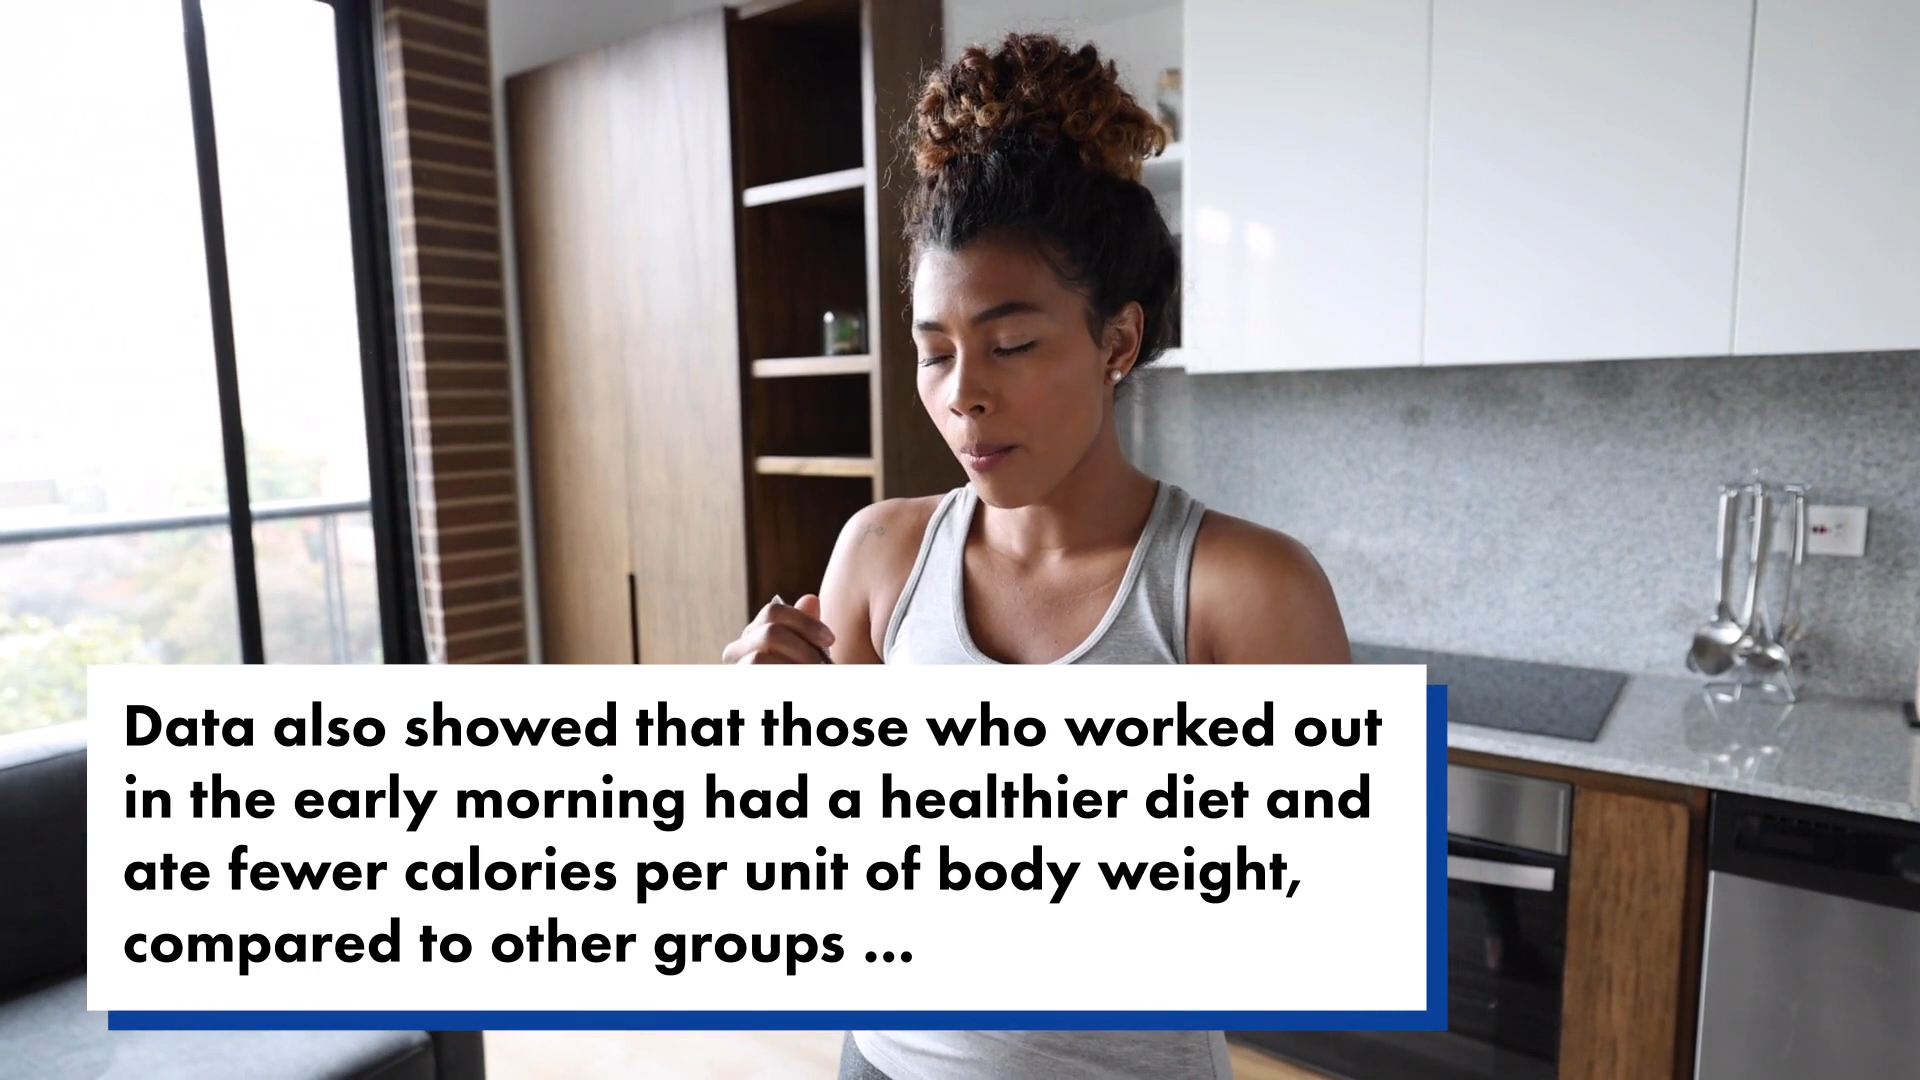 Data also showed that those who worked out
in the early morning had a healthier diet and
ate fewer calories per unit of body weight,
compared to other groups ...